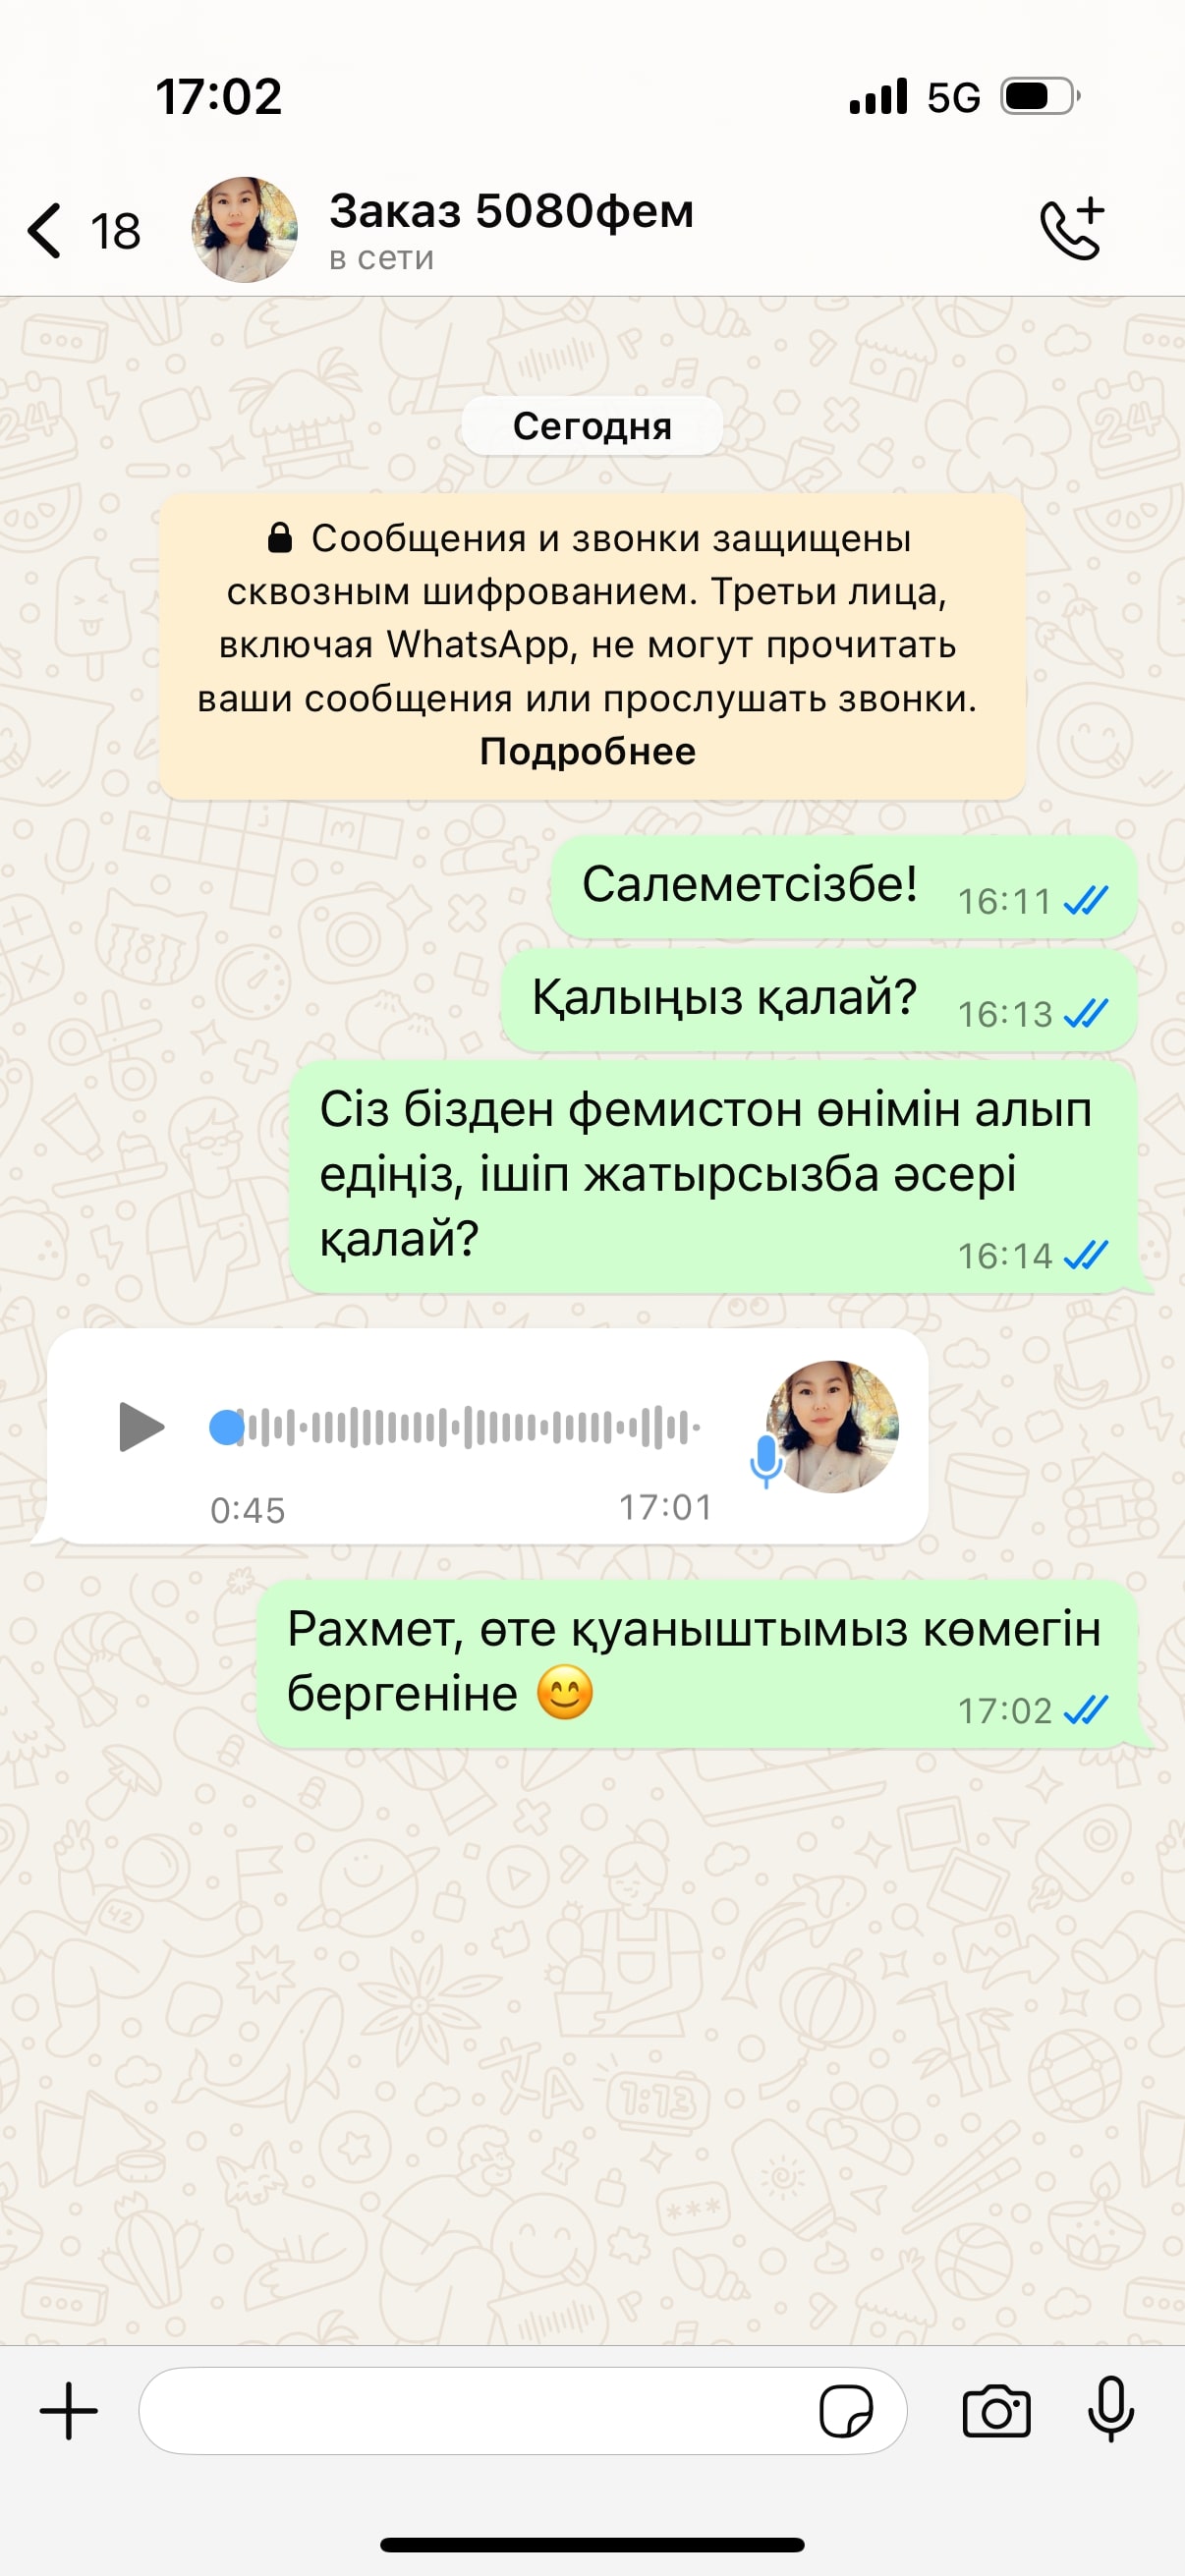 17:02
5G
18
Заказ 5080фем
в сети
Сегодня
Сообщения и звонки защищены
сквозным шифрованием. Третьи лица,
включая WhatsApp, не могут прочитать
ваши сообщения или прослушать звонки.
Подробнее
Салеметсізбе!
16:11
Қалыңыз қалай?
16:13
Сіз бізден фемистон өнімін алып
едіңіз, ішіп жатырсызба әсері
қалай?
16:14
0:45
17:01
Рахмет, өте қуаныштымыз көмегін
бергеніне 😊
17:02